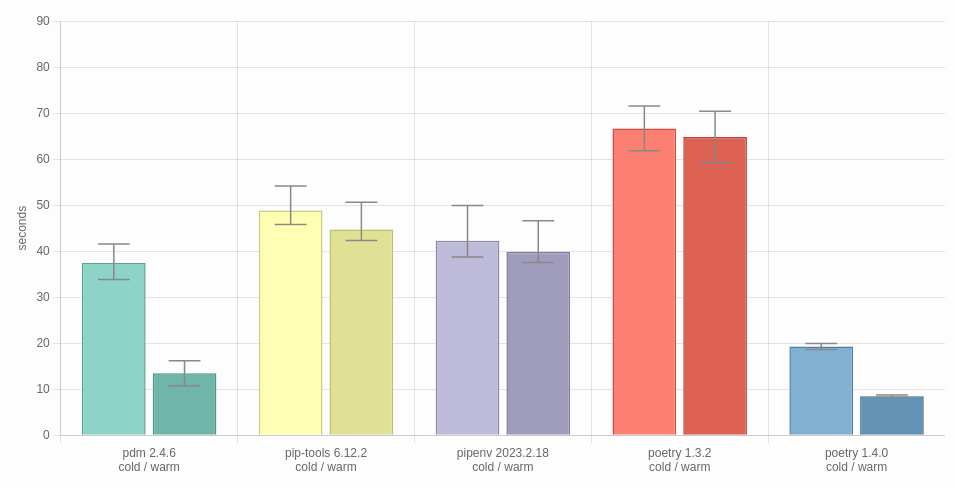 90
80
70
60
50
40
30
20
10
0
seconds
pdm 2.4.6
cold / warm
pip-tools 6.12.2
cold / warm
pipenv 2023.2.18
cold / warm
poetry 1.3.2
cold / warm
poetry 1.4.0
cold / warm